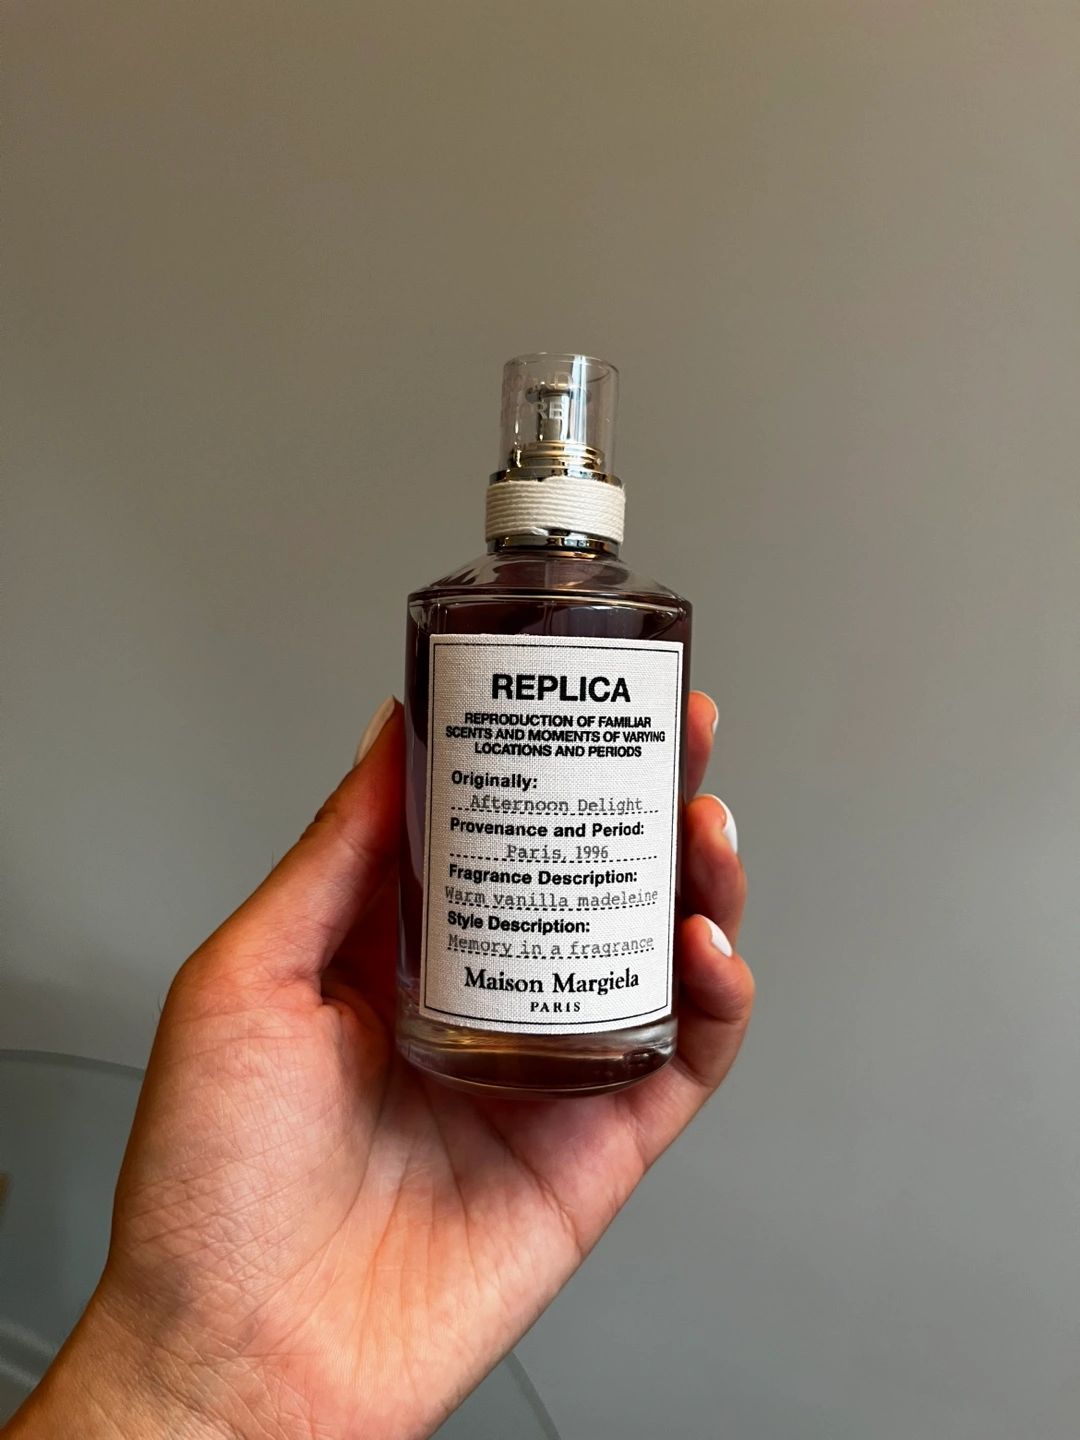 REPLICA
REPRODUCTION OF FAMILIAR
SCENTS AND MOMENTS OF VARYING
LOCATIONS AND PERIODS
Originally:
Afternoon Delight
Provenance and Period:
Paris, 1996
Fragrance Description:
Warm vanilla madeleine
Style Description:
Memory in a fragrance
Maison Margiela
PARIS